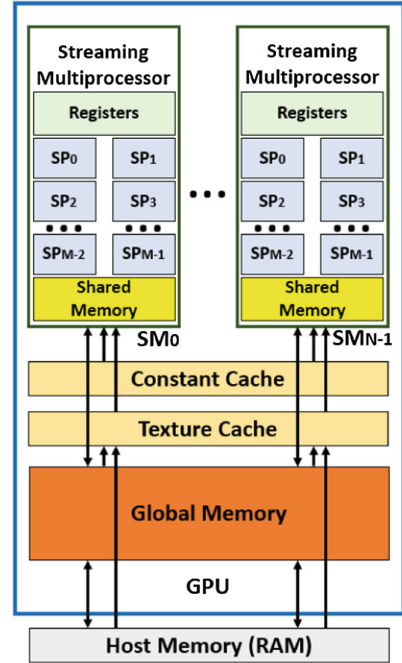 Streaming
Multiprocessor
Registers
SP0 SP1
SP2 SP3
••• •••
SPM-2 SPM-1
Shared
Memory
SM0
•••
Streaming
Multiprocessor
Registers
SP0 SP1
SP2 SP3
••• •••
SPM-2 SPM-1
Shared
Memory
SMN-1
Constant Cache
Texture Cache
Global Memory
GPU
Host Memory (RAM)